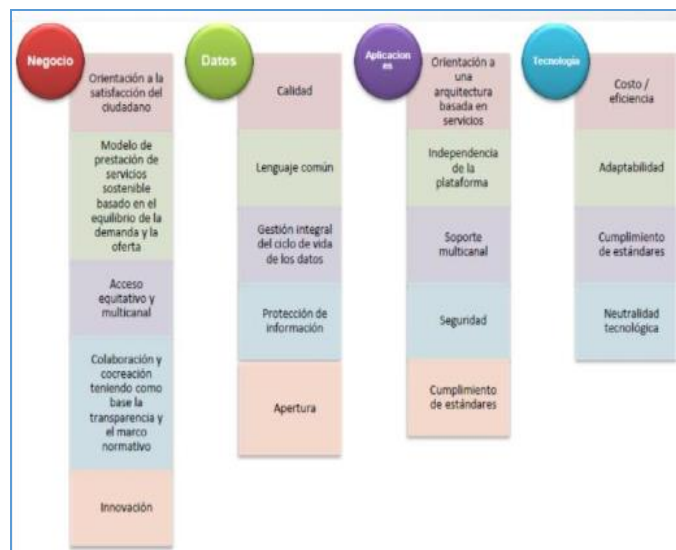 Negocio
Orientación a la
satisfacción del
ciudadano
Modelo de
prestación de
servicios
sostenible
basado en el
equilibrio de la
demanda y la
oferta
Acceso
equitativo y
multicanal
Colaboración y
cocreación
teniendo como
base la
transparencia y
el marco
normativo
Innovación
Datos
Calidad
Lenguaje común
Gestión integral
del ciclo de vida
de los datos
Protección de
información
Apertura
Aplicacion
es
Orientación a
una
arquitectura
basada en
servicios
Independencia
de la
plataforma
Soporte
multicanal
Seguridad
Cumplimiento
de estándares
Tecnología
Costo /
eficiencia
Adaptabilidad
Cumplimiento
de estándares
Neutralidad
tecnológica